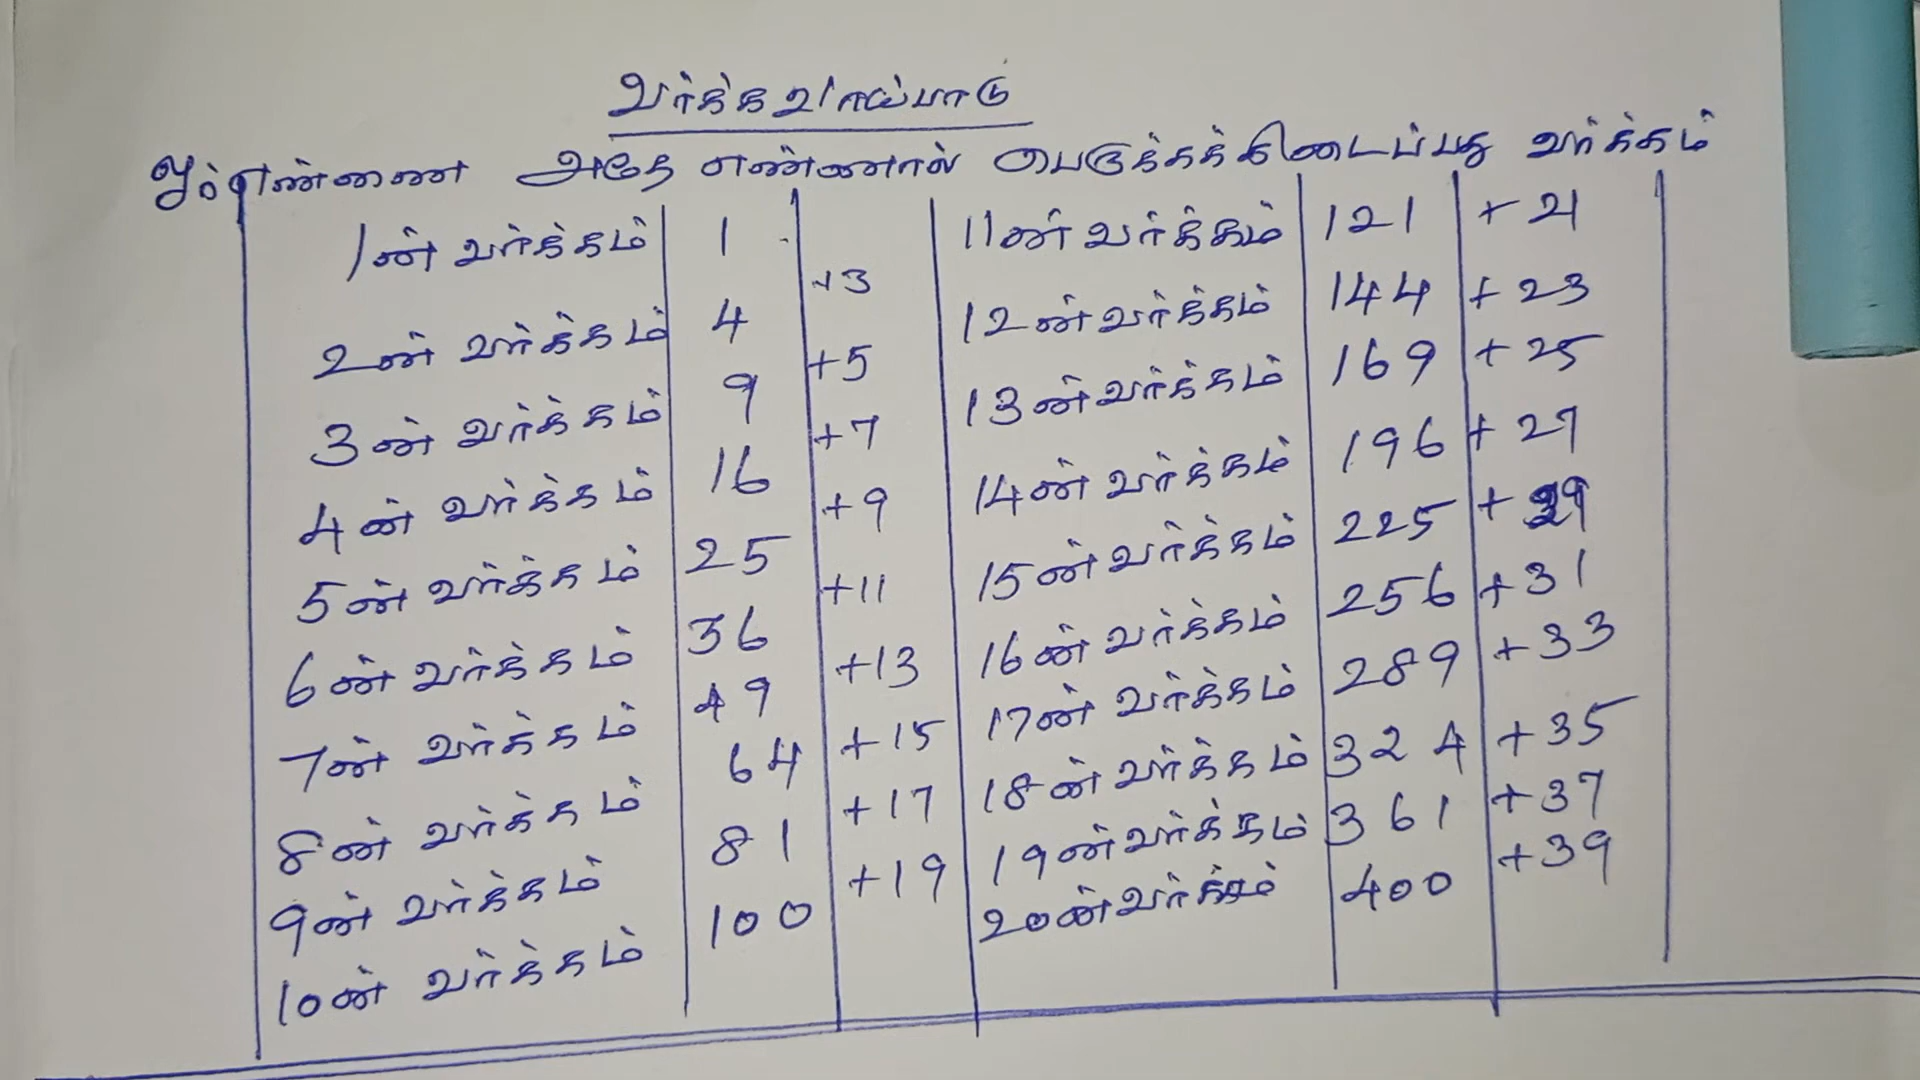 வர்க்க வாய்பாடு
ஓர் எண்ணை அதே எண்ணால் பெருக்கக் கிடைப்பது வர்க்கம்
1ன் வர்க்கம் 1
+3
2ன் வர்க்கம் 4
+5
3ன் வர்க்கம் 9
+7
4ன் வர்க்கம் 16
+9
5ன் வர்க்கம் 25
+11
6ன் வர்க்கம் 36
+13
7ன் வர்க்கம் 49
+15
8ன் வர்க்கம் 64
+17
9ன் வர்க்கம் 81
+19
10ன் வர்க்கம் 100
11ன் வர்க்கம் 121 +21
12ன் வர்க்கம் 144 +23
13ன் வர்க்கம் 169 +25
14ன் வர்க்கம் 196 +27
15ன் வர்க்கம் 225 +29
16ன் வர்க்கம் 256 +31
17ன் வர்க்கம் 289 +33
18ன் வர்க்கம் 324 +35
19ன் வர்க்கம் 361 +37
20ன் வர்க்கம் 400 +39